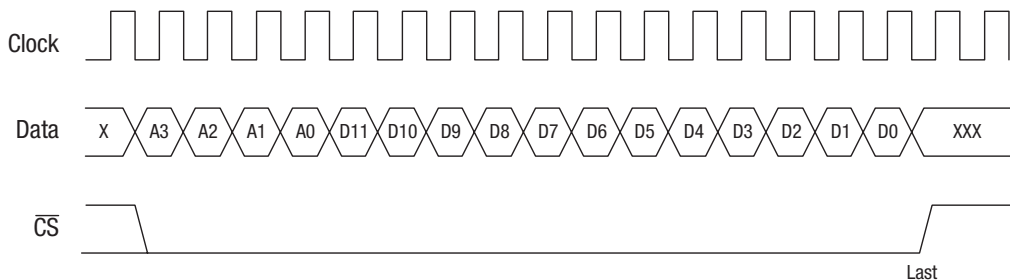 Clock
Data X A3 A2 A1 A0 D11 D10 D9 D8 D7 D6 D5 D4 D3 D2 D1 D0 XXX
CS
Last